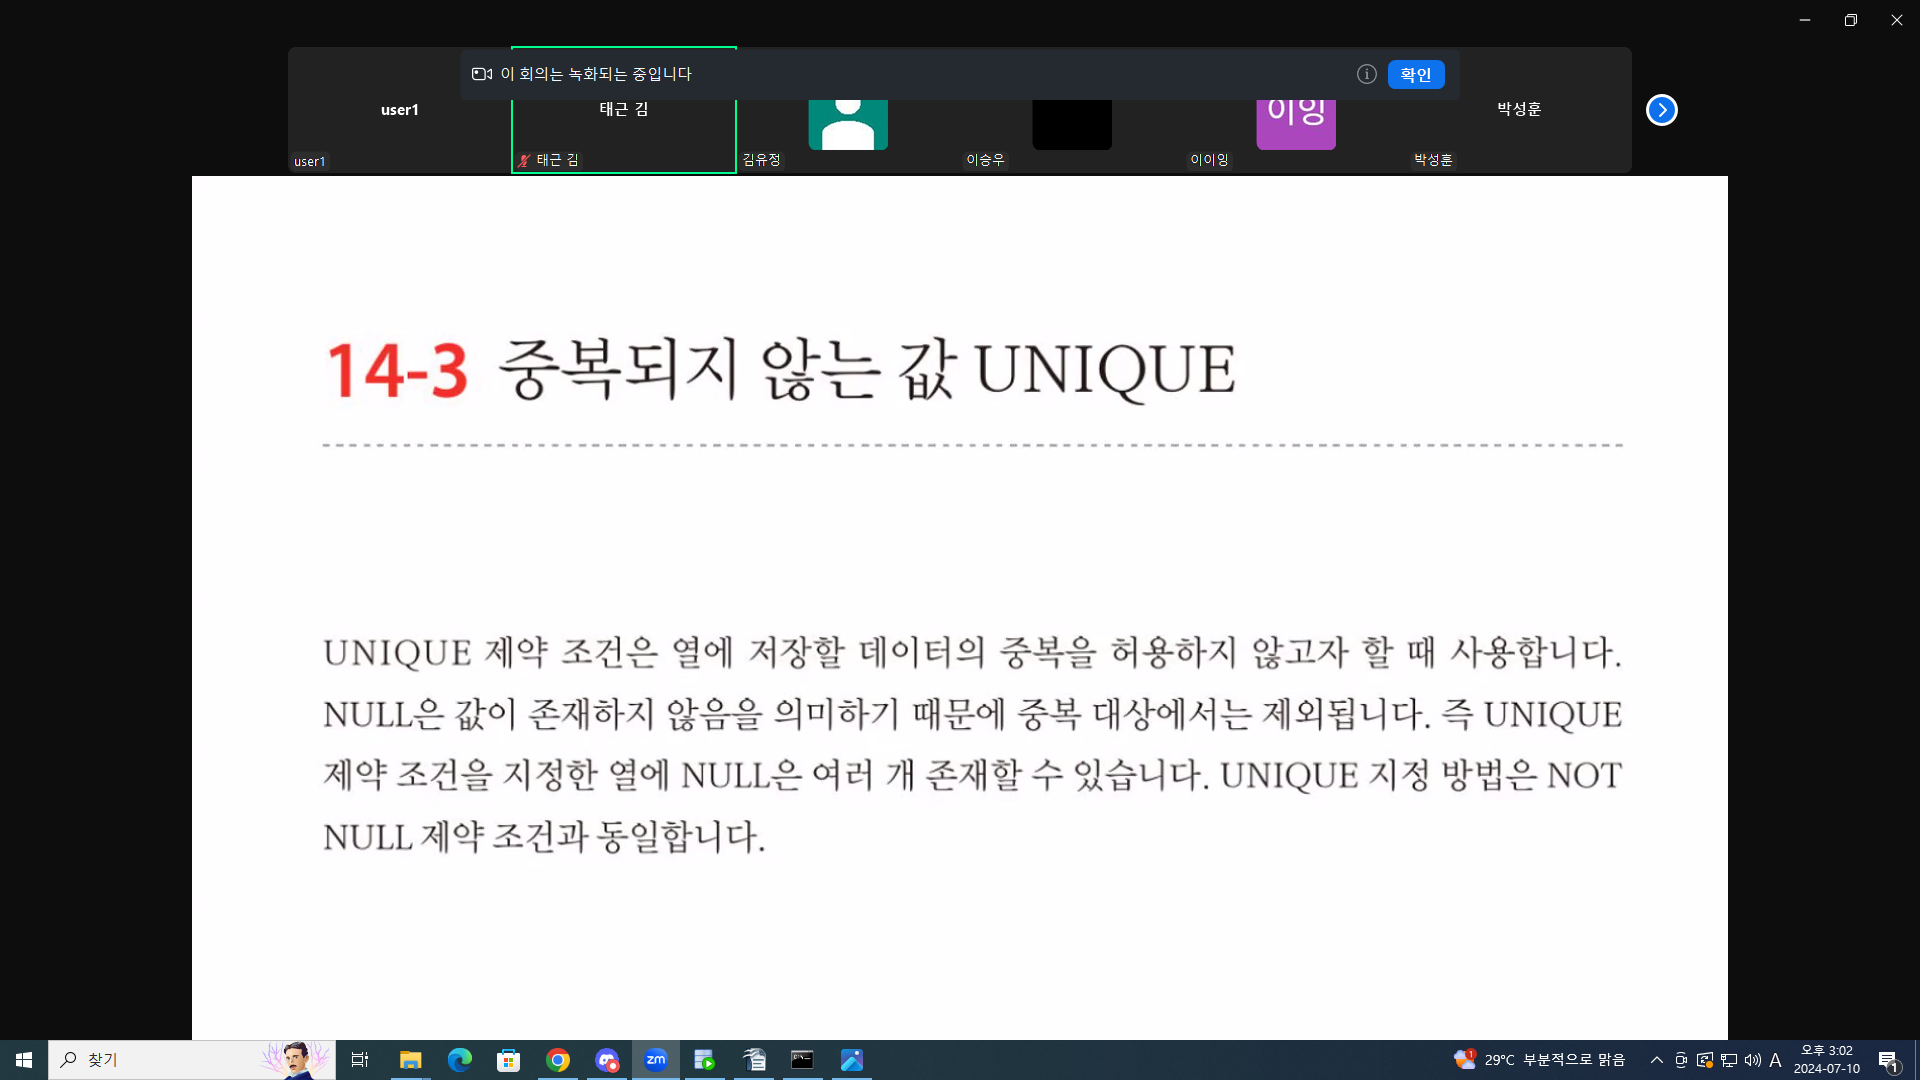 이 회의는 녹화되는 중입니다
확인
user1
태근 김
이잉
박성훈
user1
태근 김
김유정
이승우
이이잉
박성훈
14-3 중복되지 않는 값 UNIQUE
UNIQUE 제약 조건은 열에 저장할 데이터의 중복을 허용하지 않고자 할 때 사용합니다.
NULL은 값이 존재하지 않음을 의미하기 때문에 중복 대상에서는 제외됩니다. 즉 UNIQUE
제약 조건을 지정한 열에 NULL은 여러 개 존재할 수 있습니다. UNIQUE 지정 방법은 NOT
NULL 제약 조건과 동일합니다.
찾기
zm
1
29°C 부분적으로 맑음
A
오후 3:02
2024-07-10
1